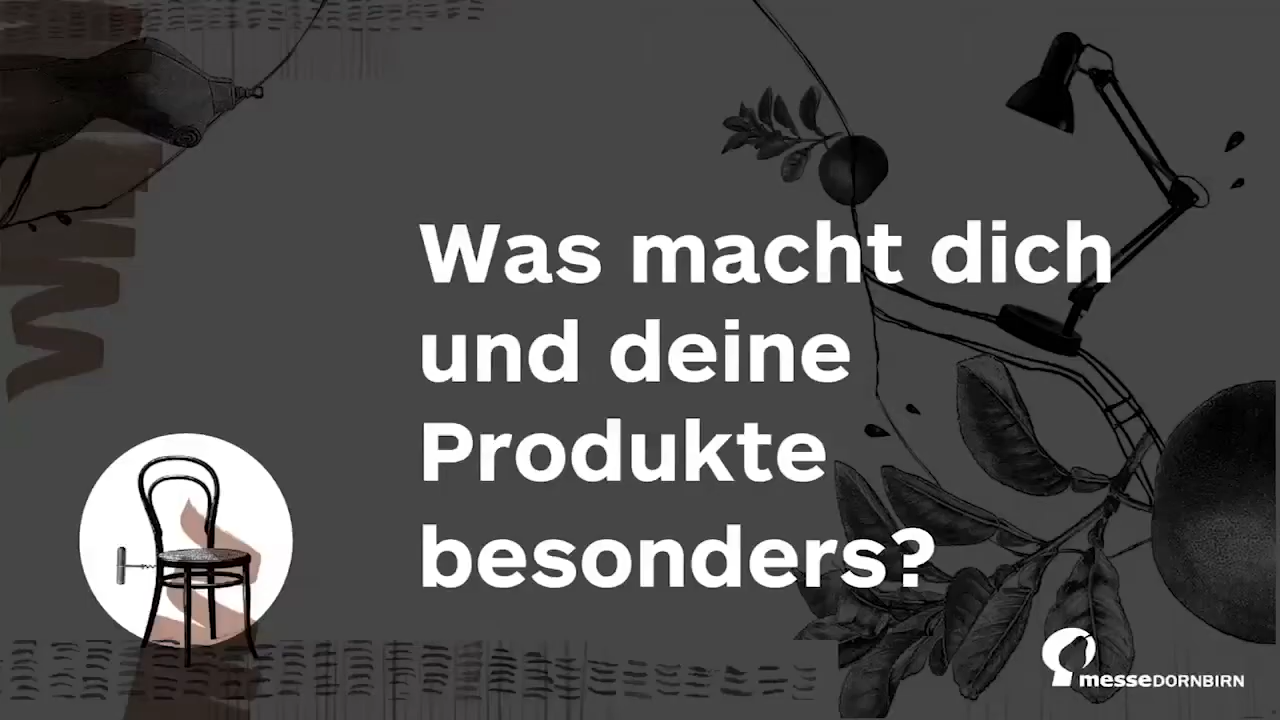 Was macht dich
und deine
Produkte
besonders?
messeDORNBIRN